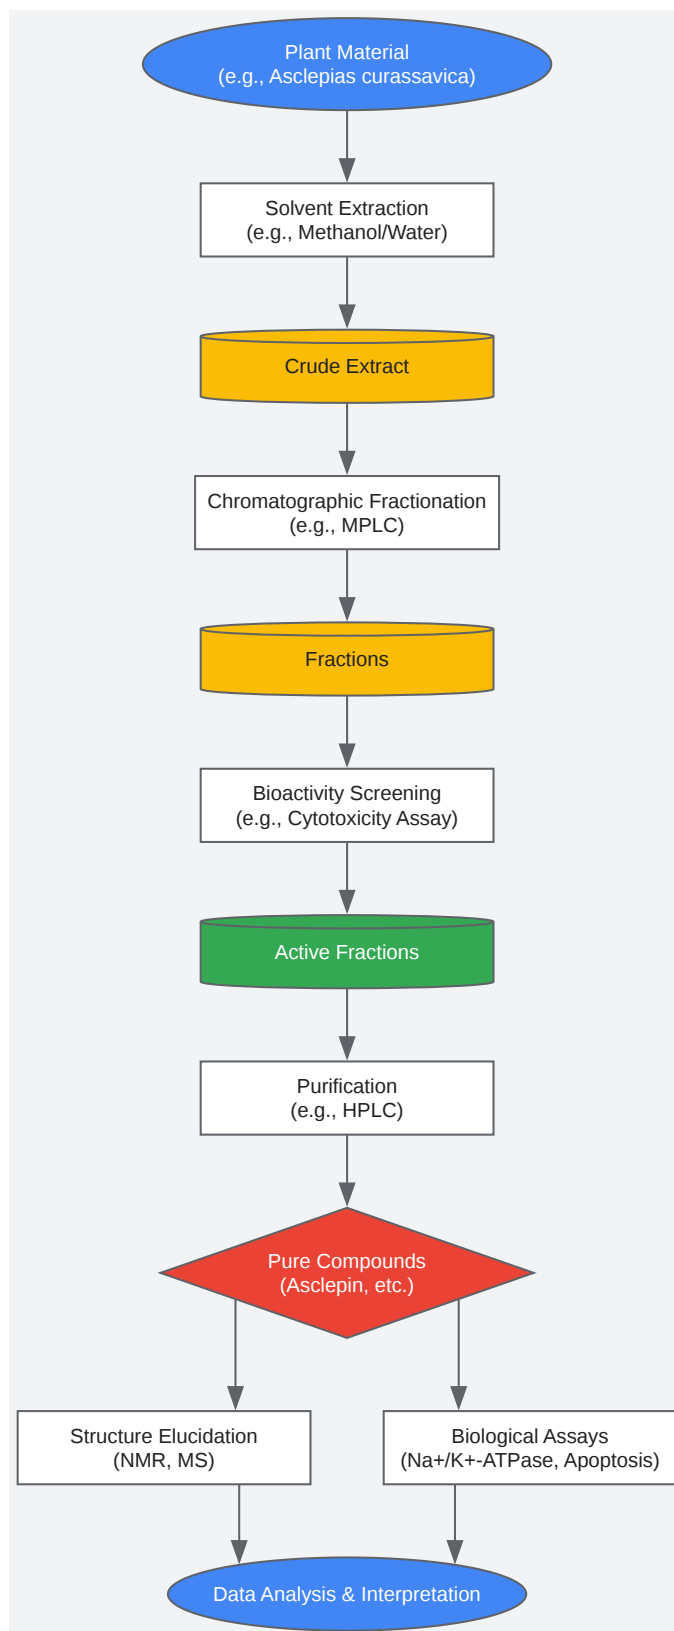 Plant Material
(e.g., Asclepias curassavica)
Solvent Extraction
(e.g., Methanol/Water)
Crude Extract
Chromatographic Fractionation
(e.g., MPLC)
Fractions
Bioactivity Screening
(e.g., Cytotoxicity Assay)
Active Fractions
Purification
(e.g., HPLC)
Pure Compounds
(Asclepin, etc.)
Structure Elucidation
(NMR, MS)
Biological Assays
(Na+/K+-ATPase, Apoptosis)
Data Analysis & Interpretation